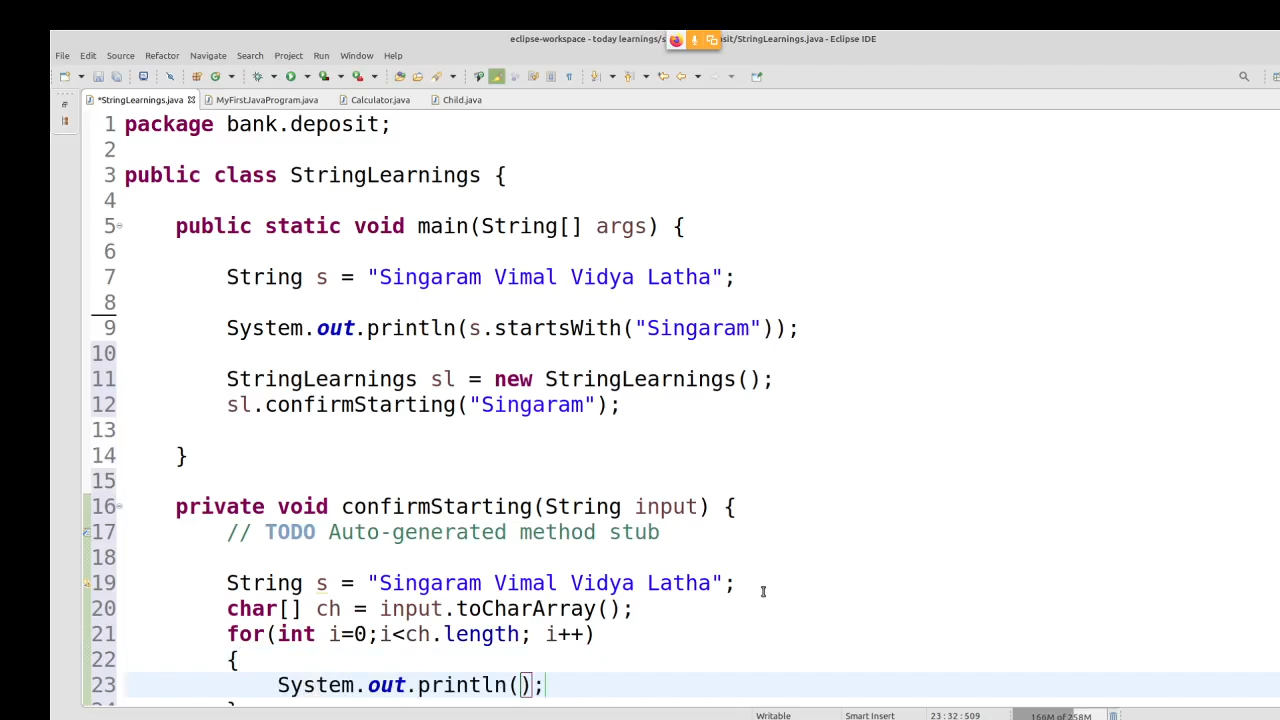 eclipse-workspace - today learnings/s sit/StringLearnings.java - Eclipse IDE
File Edit Source Refactor Navigate Search Project Run Window Help
*StringLearnings.java MyFirstJavaProgram.java Calculator.java Child.java
1 package bank.deposit;
2
3 public class StringLearnings {
4
5 public static void main(String[] args) {
6
7 String s = "Singaram Vimal Vidya Latha";
8
9 System.out.println(s.startsWith("Singaram"));
10
11 StringLearnings sl = new StringLearnings();
12 sl.confirmStarting("Singaram");
13
14 }
15
16 private void confirmStarting(String input) {
17 // TODO Auto-generated method stub
18
19 String s = "Singaram Vimal Vidya Latha";
20 char[] ch = input.toCharArray();
21 for(int i=0;i<ch.length; i++)
22 {
23 System.out.println();
Writable Smart Insert 23 : 32 : 509 166M of 258M